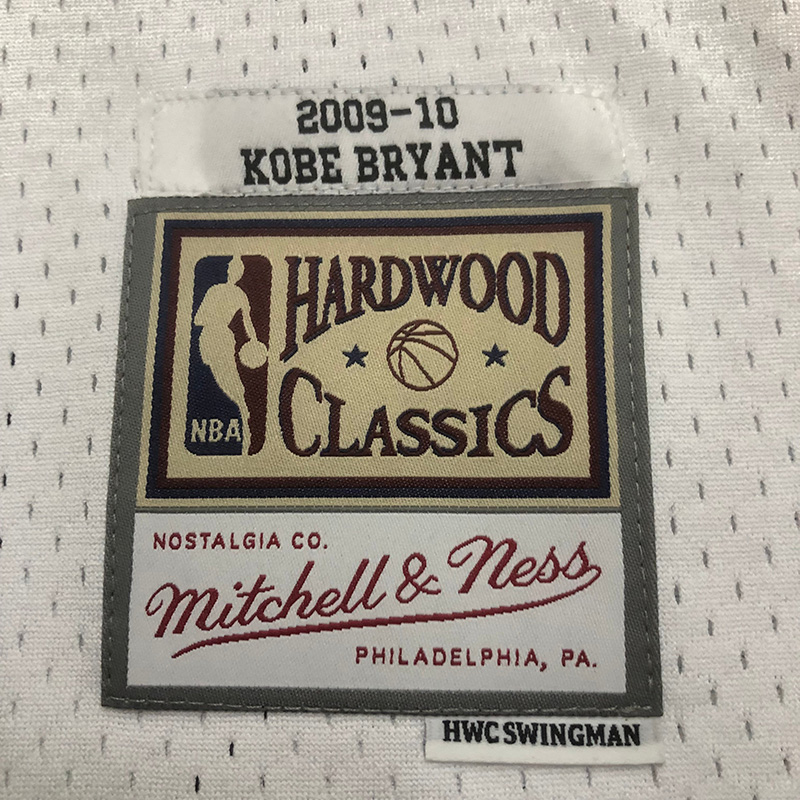 2009-10
KOBE BRYANT
HARDWOOD
CLASSICS
NBA
NOSTALGIA CO.
Mitchell & Ness
PHILADELPHIA, PA.
HWC SWINGMAN